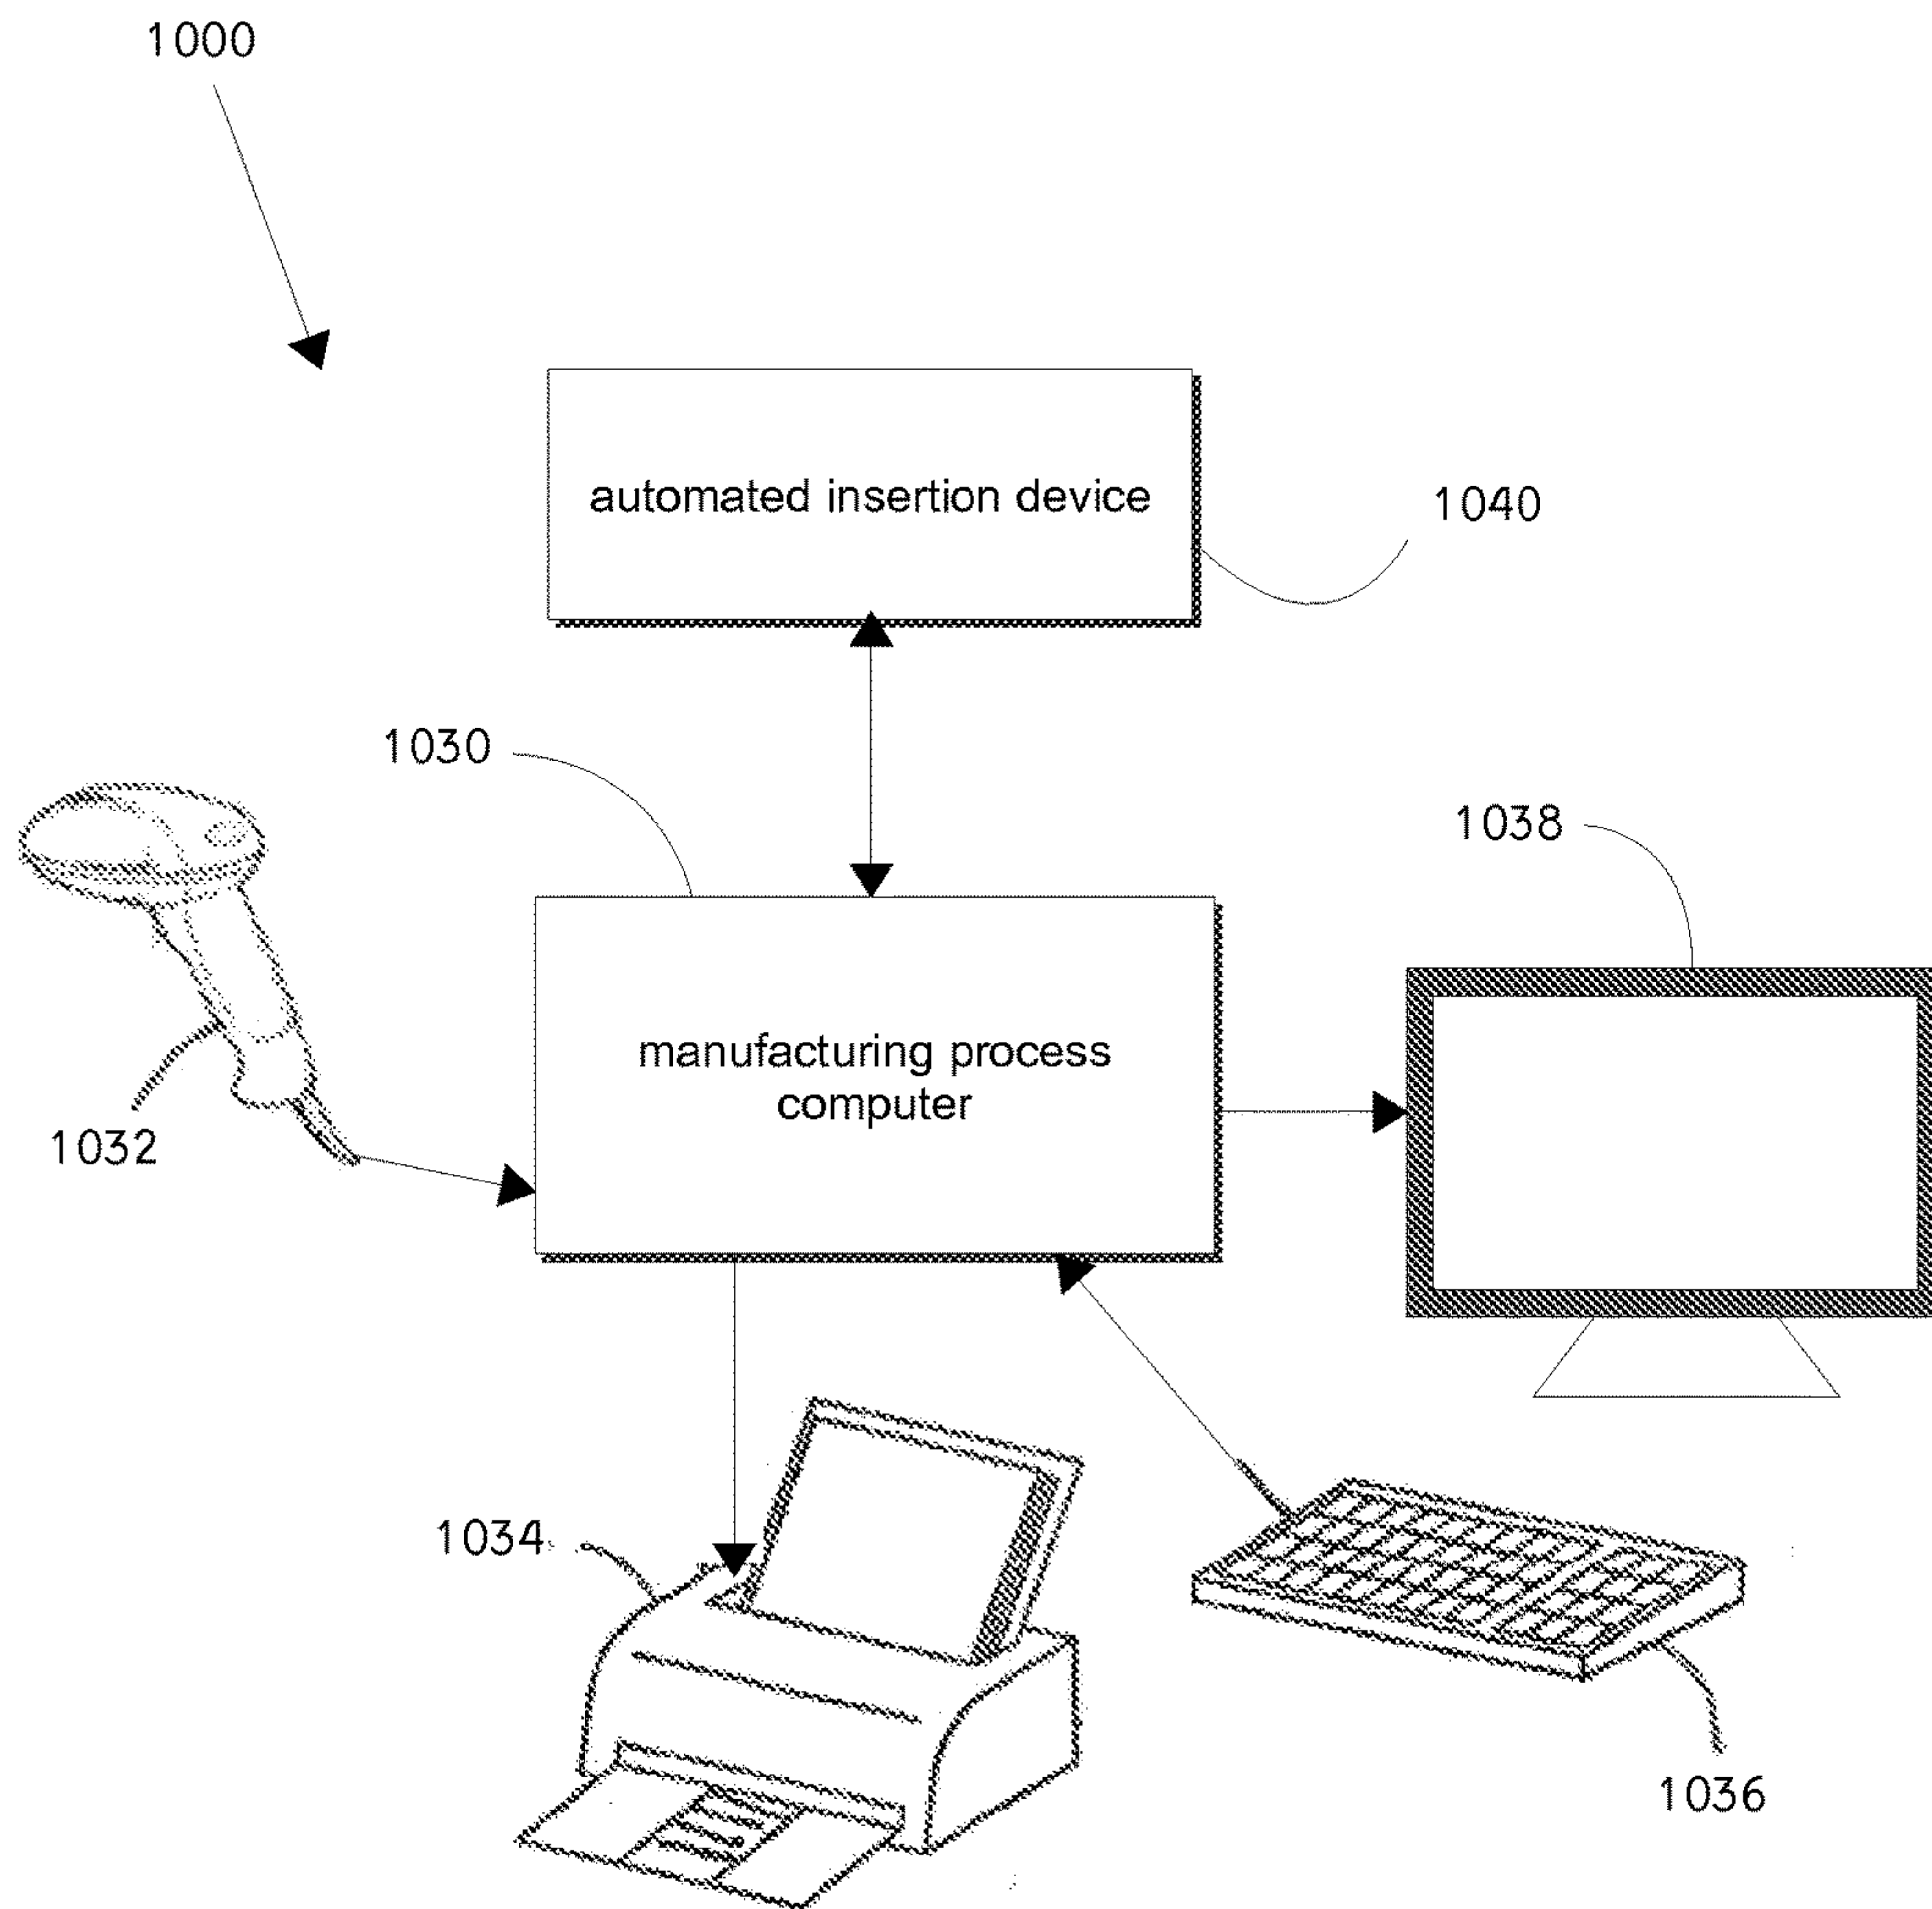 1000
automated insertion device
1040
1030
1038
manufacturing process
computer
1032
1034
1036